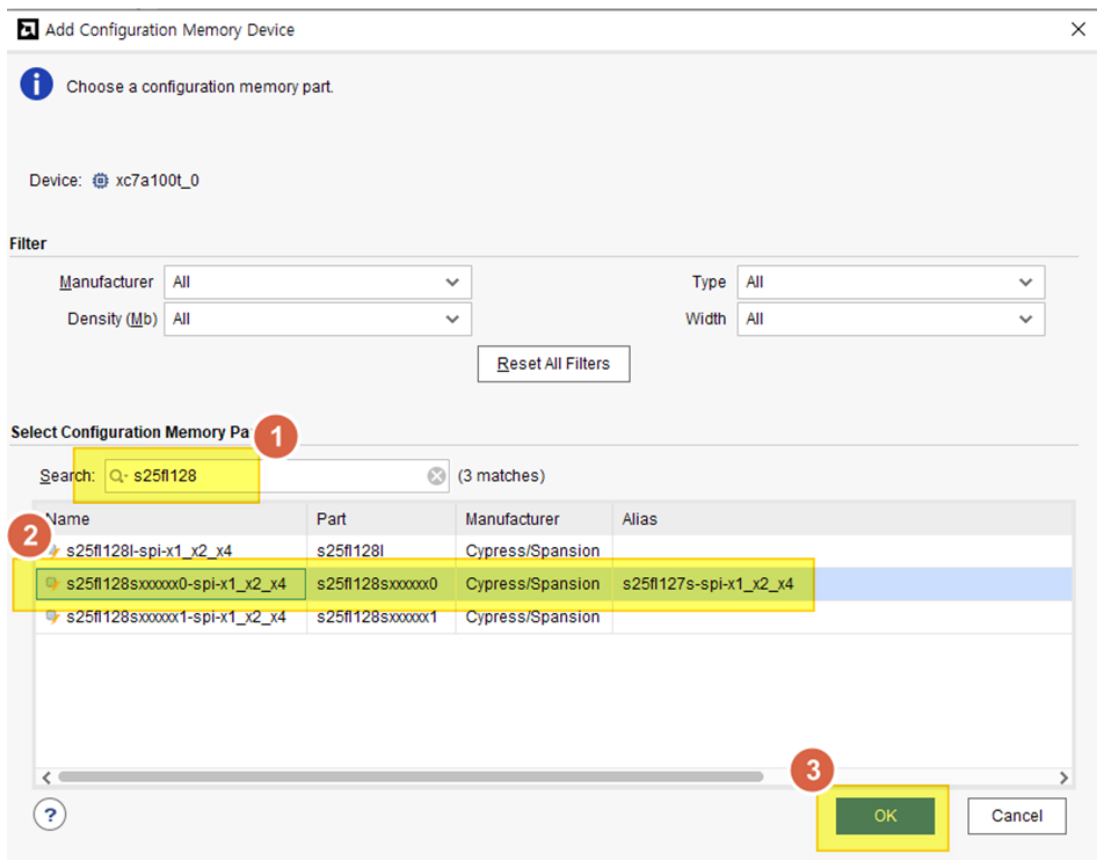 Add Configuration Memory Device
Choose a configuration memory part.
Device: xc7a100t_0
Filter
Manufacturer All Type All
Density (Mb) All Width All
Reset All Filters
Select Configuration Memory Pa
1
Search: s25fl128 (3 matches)
Name Part Manufacturer Alias
2
s25fl128l-spi-x1_x2_x4 s25fl128l Cypress/Spansion
s25fl128sxxxxxx0-spi-x1_x2_x4 s25fl128sxxxxxx0 Cypress/Spansion s25fl127s-spi-x1_x2_x4
s25fl128sxxxxxx1-spi-x1_x2_x4 s25fl128sxxxxxx1 Cypress/Spansion
3
? OK Cancel